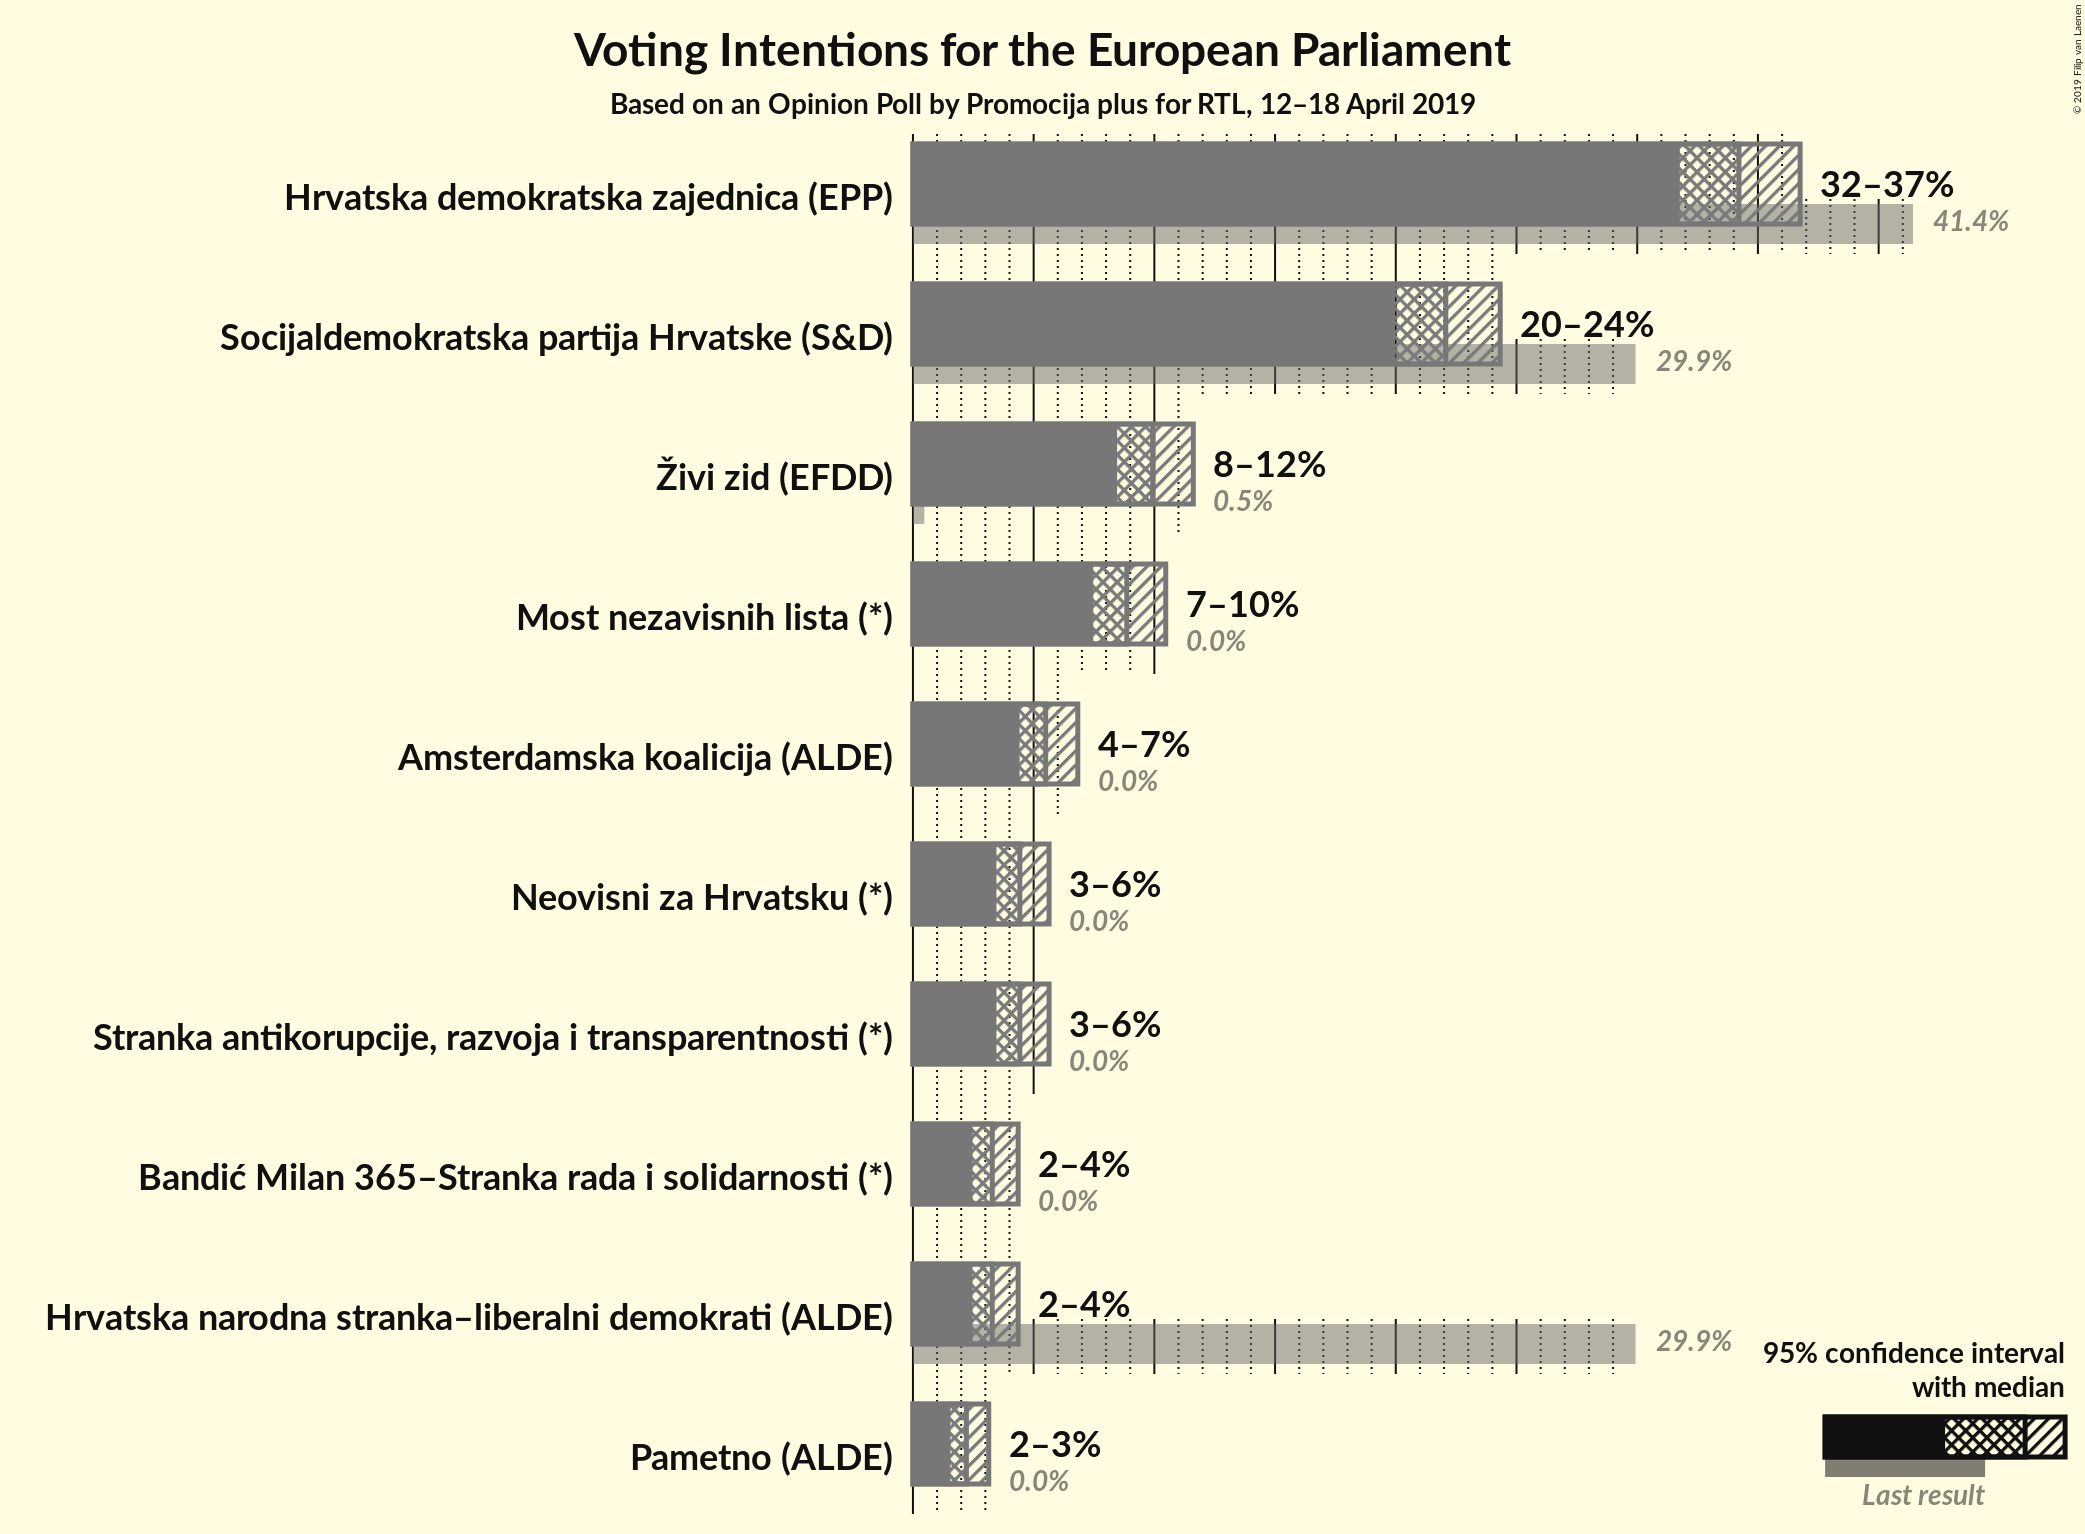 Voting Intentions for the European Parliament
Based on an Opinion Poll by Promocija plus for RTL, 12–18 April 2019
© 2019 Filip van Laenen
Hrvatska demokratska zajednica (EPP)
32–37%
41.4%
Socijaldemokratska partija Hrvatske (S&D)
20–24%
29.9%
Živi zid (EFDD)
8–12%
0.5%
Most nezavisnih lista (*)
7–10%
0.0%
Amsterdamska koalicija (ALDE)
4–7%
0.0%
Neovisni za Hrvatsku (*)
3–6%
0.0%
Stranka antikorupcije, razvoja i transparentnosti (*)
3–6%
0.0%
Bandić Milan 365–Stranka rada i solidarnosti (*)
2–4%
0.0%
Hrvatska narodna stranka–liberalni demokrati (ALDE)
2–4%
29.9%
Pametno (ALDE)
2–3%
0.0%
95% confidence interval
with median
Last result